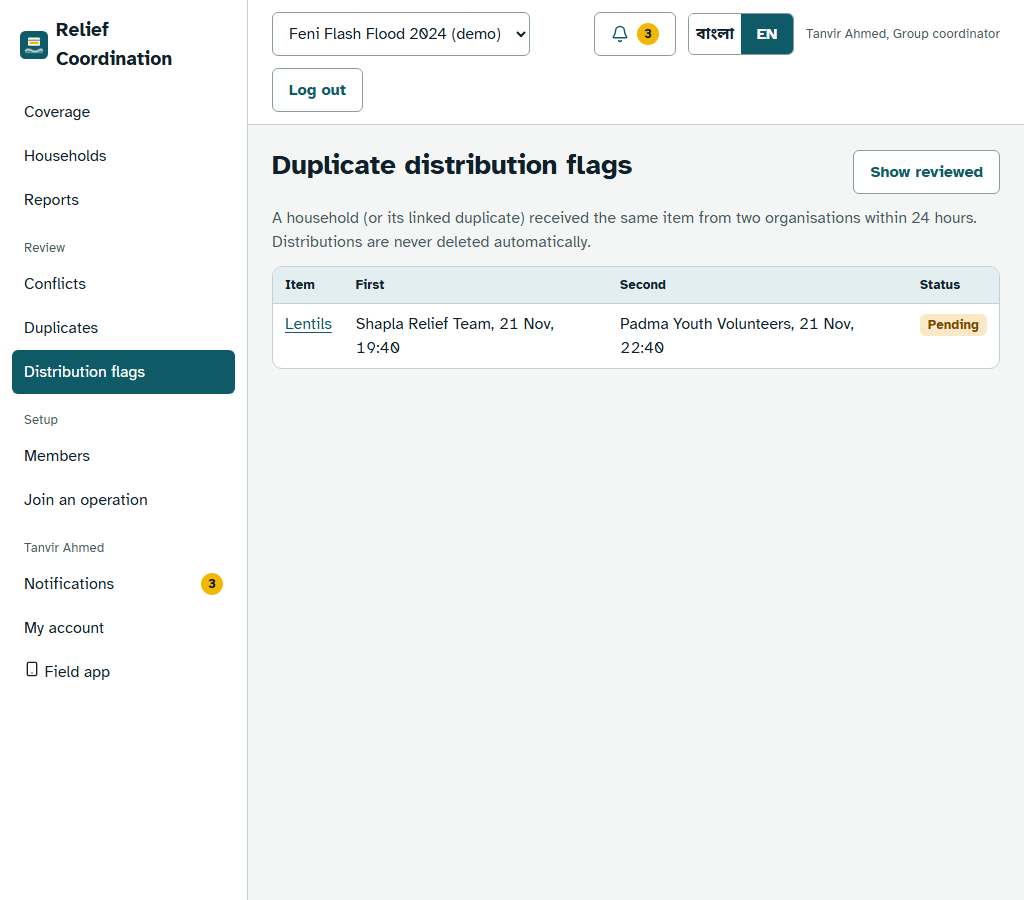 Relief
Coordination
Coverage
Households
Reports
Review
Conflicts
Duplicates
Distribution flags
Setup
Members
Join an operation
Tanvir Ahmed
Notifications 3
My account
Field app
Feni Flash Flood 2024 (demo)
3
বাংলা EN
Tanvir Ahmed, Group coordinator
Log out
Duplicate distribution flags
Show reviewed
A household (or its linked duplicate) received the same item from two organisations within 24 hours.
Distributions are never deleted automatically.
Item First Second Status
Lentils Shapla Relief Team, 21 Nov, Padma Youth Volunteers, 21 Nov, Pending
19:40 22:40